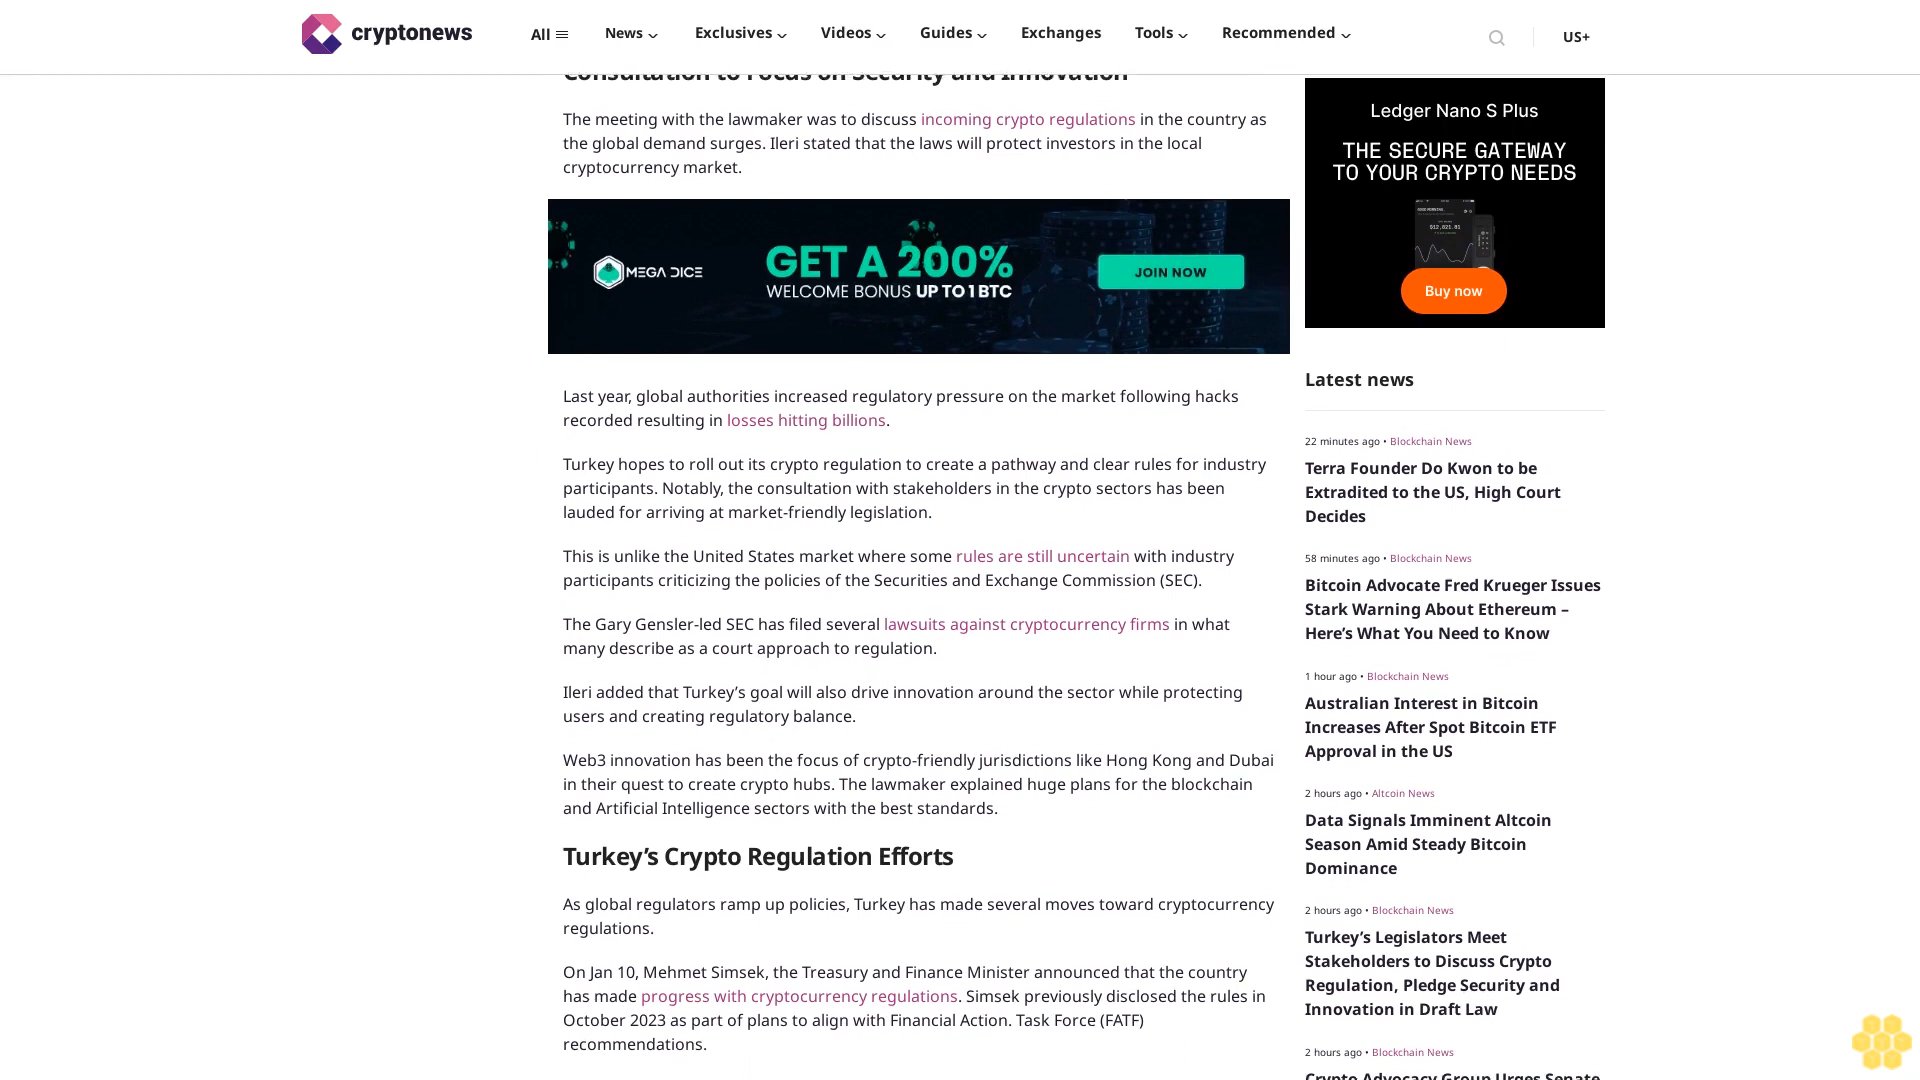 cryptonews
All
News
Exclusives
Videos
Guides
Exchanges
Tools
Recommended
US+
Consultation to Focus on Security and Innovation
The meeting with the lawmaker was to discuss incoming crypto regulations in the country as
the global demand surges. Ileri stated that the laws will protect investors in the local
cryptocurrency market.
MEGA DICE
GET A 200%
WELCOME BONUS UP TO 1 BTC
JOIN NOW
Last year, global authorities increased regulatory pressure on the market following hacks
recorded resulting in losses hitting billions.
Turkey hopes to roll out its crypto regulation to create a pathway and clear rules for industry
participants. Notably, the consultation with stakeholders in the crypto sectors has been
lauded for arriving at market-friendly legislation.
This is unlike the United States market where some rules are still uncertain with industry
participants criticizing the policies of the Securities and Exchange Commission (SEC).
The Gary Gensler-led SEC has filed several lawsuits against cryptocurrency firms in what
many describe as a court approach to regulation.
Ileri added that Turkey’s goal will also drive innovation around the sector while protecting
users and creating regulatory balance.
Web3 innovation has been the focus of crypto-friendly jurisdictions like Hong Kong and Dubai
in their quest to create crypto hubs. The lawmaker explained huge plans for the blockchain
and Artificial Intelligence sectors with the best standards.
Turkey’s Crypto Regulation Efforts
As global regulators ramp up policies, Turkey has made several moves toward cryptocurrency
regulations.
On Jan 10, Mehmet Simsek, the Treasury and Finance Minister announced that the country
has made progress with cryptocurrency regulations. Simsek previously disclosed the rules in
October 2023 as part of plans to align with Financial Action. Task Force (FATF)
recommendations.
Ledger Nano S Plus
THE SECURE GATEWAY
TO YOUR CRYPTO NEEDS
$12,021.01
Buy now
Latest news
22 minutes ago • Blockchain News
Terra Founder Do Kwon to be
Extradited to the US, High Court
Decides
58 minutes ago • Blockchain News
Bitcoin Advocate Fred Krueger Issues
Stark Warning About Ethereum –
Here’s What You Need to Know
1 hour ago • Blockchain News
Australian Interest in Bitcoin
Increases After Spot Bitcoin ETF
Approval in the US
2 hours ago • Altcoin News
Data Signals Imminent Altcoin
Season Amid Steady Bitcoin
Dominance
2 hours ago • Blockchain News
Turkey’s Legislators Meet
Stakeholders to Discuss Crypto
Regulation, Pledge Security and
Innovation in Draft Law
2 hours ago • Blockchain News
Crypto Advocacy Group Urges Senate